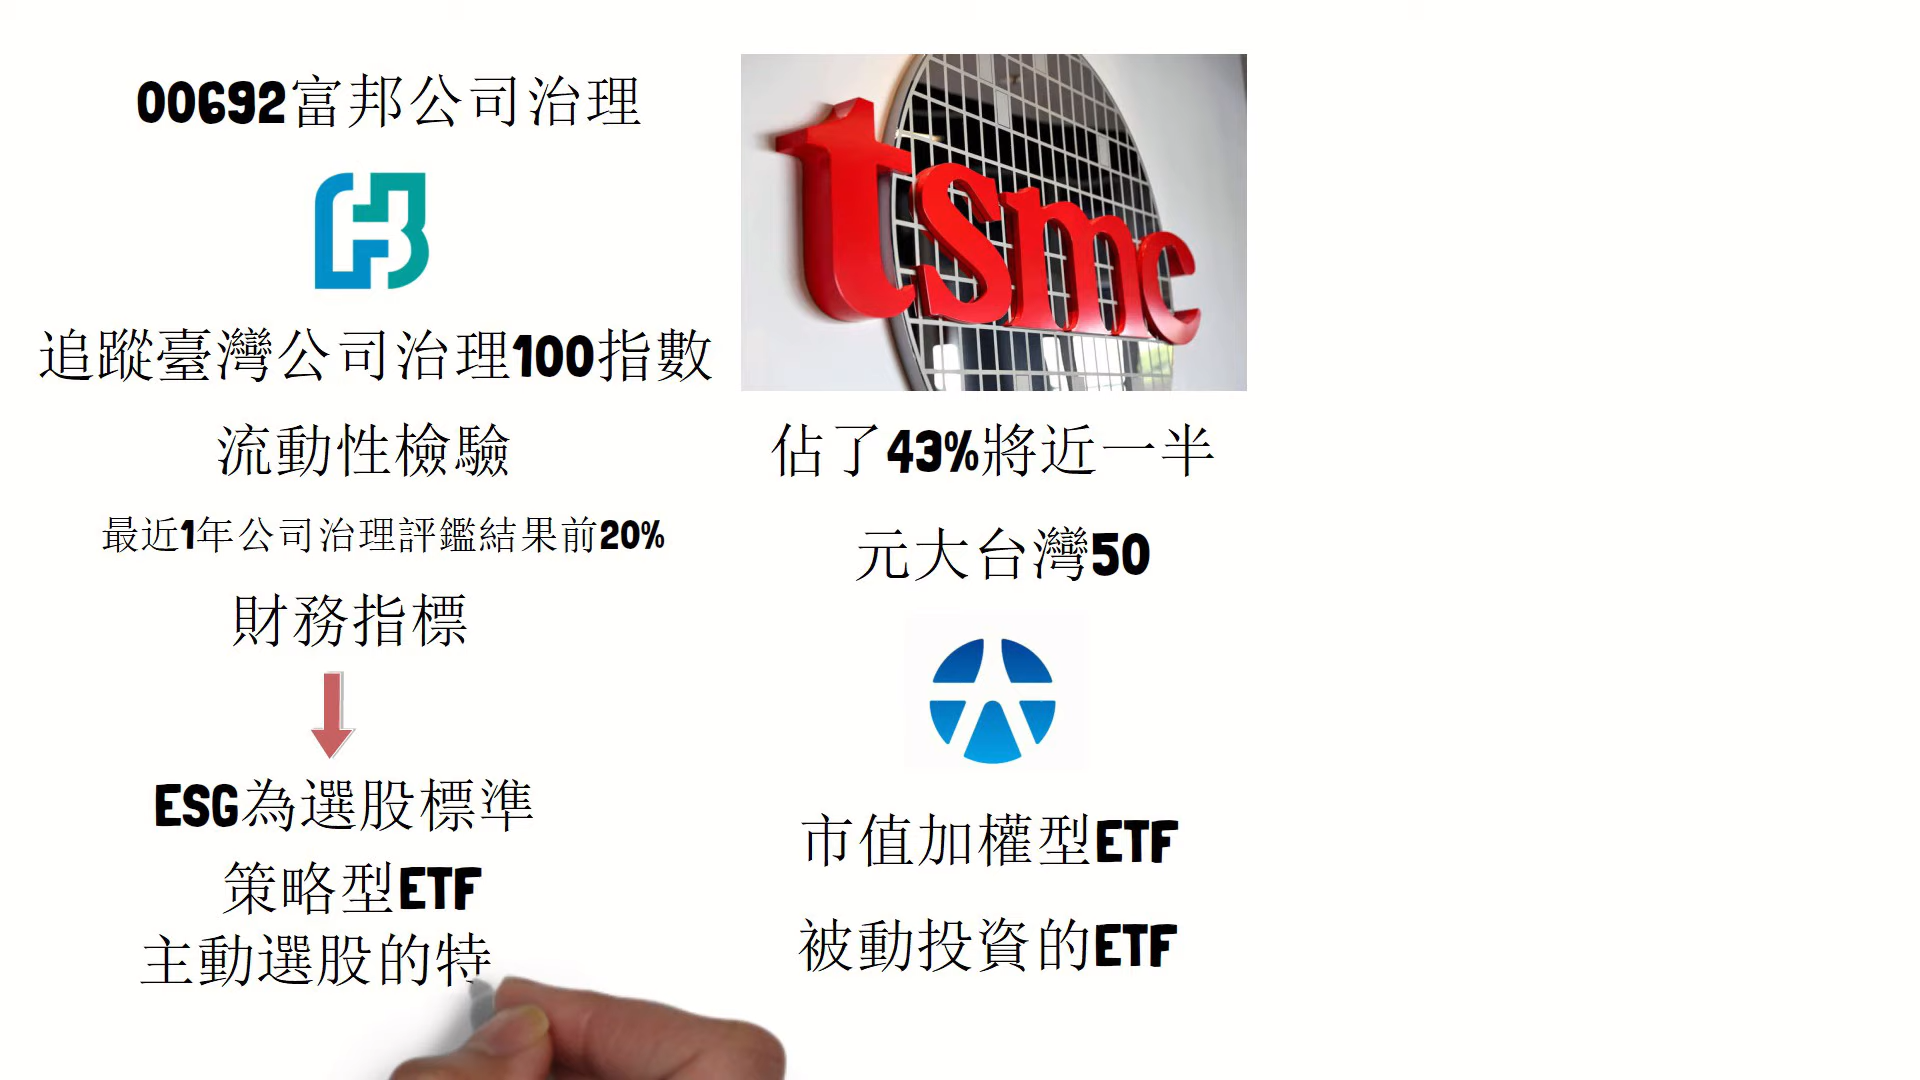 00692富邦公司治理
追蹤臺灣公司治理100指數
流動性檢驗
最近1年公司治理評鑑結果前20%
財務指標
ESG為選股標準
策略型ETF
主動選股的特
tsmc
佔了43%將近一半
元大台灣50
市值加權型ETF
被動投資的ETF